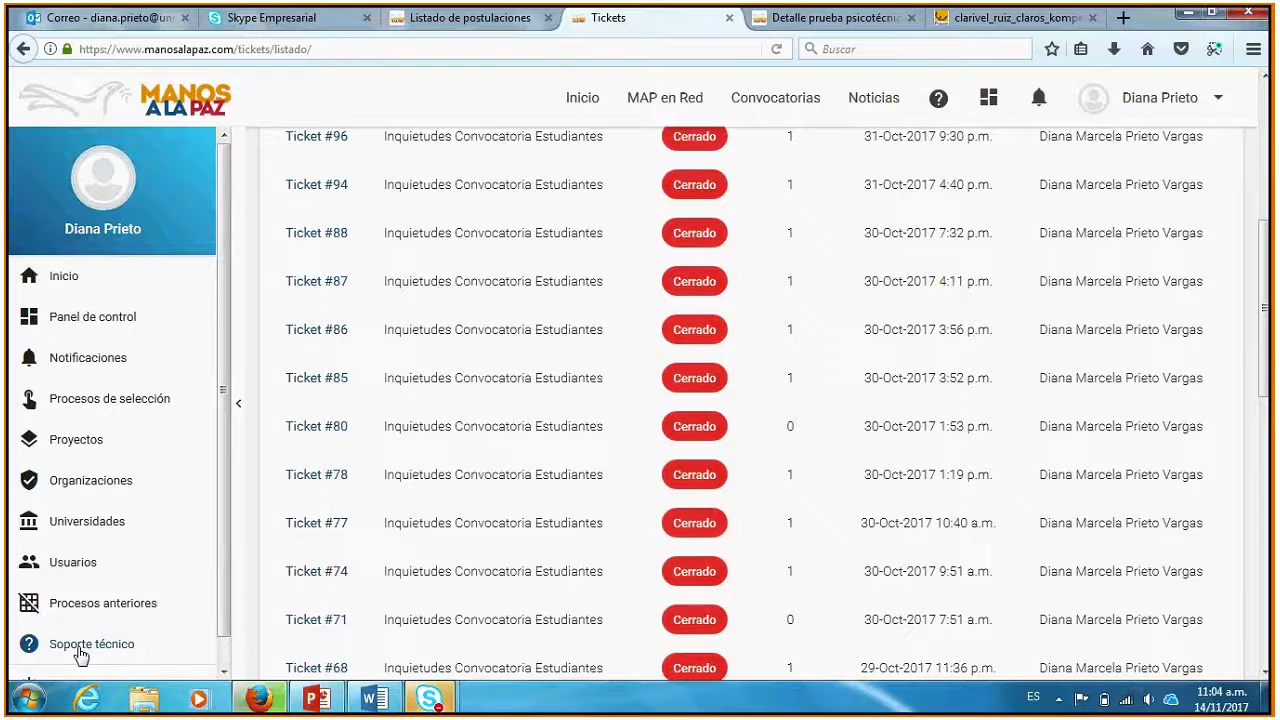 Correo - diana.prieto@un
Skype Empresarial
Listado de postulaciones
Tickets
Detalle prueba psicotécnic
clarivel_ruiz_claros_kompe
https://www.manosalapaz.com/tickets/listado/
Buscar
MANOS
A LA PAZ
Inicio
MAP en Red
Convocatorias
Noticias
Diana Prieto
Diana Prieto
Inicio
Panel de control
Notificaciones
Procesos de selección
Proyectos
Organizaciones
Universidades
Usuarios
Procesos anteriores
Soporte técnico
Ticket #96 Inquietudes Convocatoria Estudiantes Cerrado 1 31-Oct-2017 9:30 p.m. Diana Marcela Prieto Vargas
Ticket #94 Inquietudes Convocatoria Estudiantes Cerrado 1 31-Oct-2017 4:40 p.m. Diana Marcela Prieto Vargas
Ticket #88 Inquietudes Convocatoria Estudiantes Cerrado 1 30-Oct-2017 7:32 p.m. Diana Marcela Prieto Vargas
Ticket #87 Inquietudes Convocatoria Estudiantes Cerrado 1 30-Oct-2017 4:11 p.m. Diana Marcela Prieto Vargas
Ticket #86 Inquietudes Convocatoria Estudiantes Cerrado 1 30-Oct-2017 3:56 p.m. Diana Marcela Prieto Vargas
Ticket #85 Inquietudes Convocatoria Estudiantes Cerrado 1 30-Oct-2017 3:52 p.m. Diana Marcela Prieto Vargas
Ticket #80 Inquietudes Convocatoria Estudiantes Cerrado 0 30-Oct-2017 1:53 p.m. Diana Marcela Prieto Vargas
Ticket #78 Inquietudes Convocatoria Estudiantes Cerrado 1 30-Oct-2017 1:19 p.m. Diana Marcela Prieto Vargas
Ticket #77 Inquietudes Convocatoria Estudiantes Cerrado 1 30-Oct-2017 10:40 a.m. Diana Marcela Prieto Vargas
Ticket #74 Inquietudes Convocatoria Estudiantes Cerrado 1 30-Oct-2017 9:51 a.m. Diana Marcela Prieto Vargas
Ticket #71 Inquietudes Convocatoria Estudiantes Cerrado 0 30-Oct-2017 7:51 a.m. Diana Marcela Prieto Vargas
Ticket #68 Inquietudes Convocatoria Estudiantes Cerrado 1 29-Oct-2017 11:36 p.m. Diana Marcela Prieto Vargas
ES
11:04 a.m.
14/11/2017